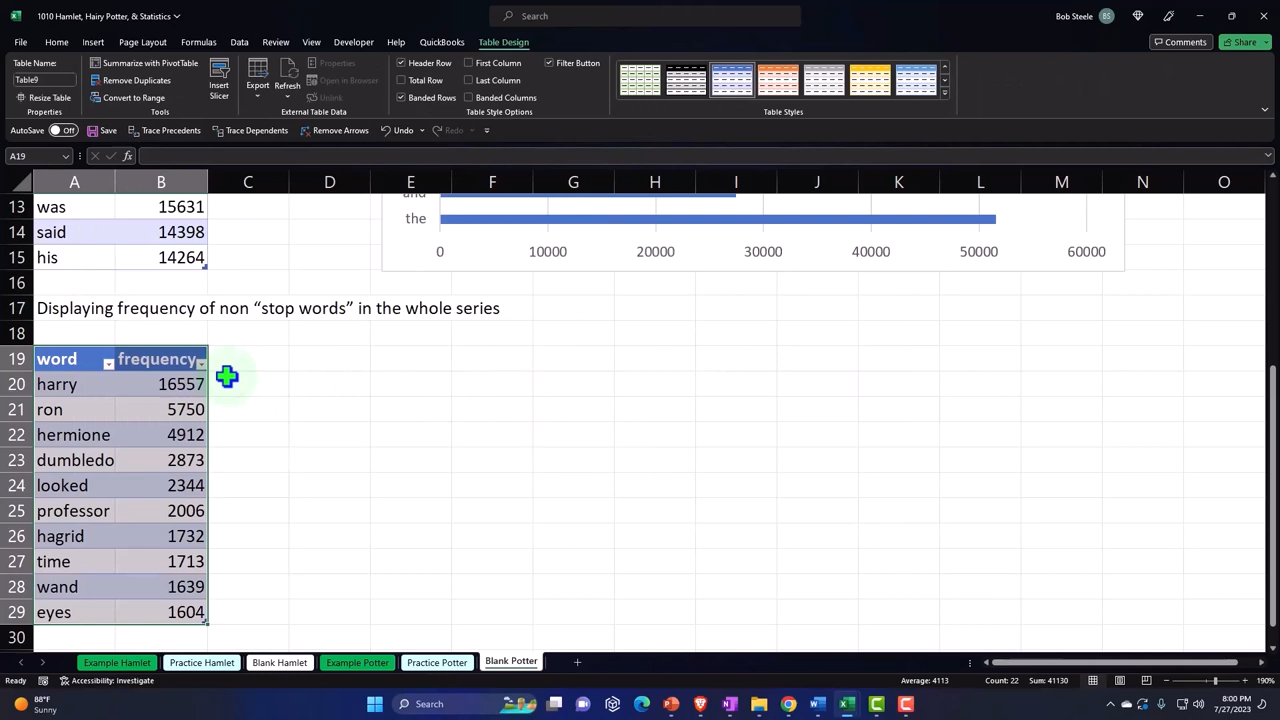 1010 Hamlet, Hairy Potter, & Statistics
Search
Bob Steele BS
File Home Insert Page Layout Formulas Data Review View Developer Help QuickBooks Table Design
Comments Share
Table Name:
Table9
Resize Table
Properties
Summarize with PivotTable
Remove Duplicates
Convert to Range
Tools
Insert
Slicer
Export Refresh
Properties
Open in Browser
Unlink
External Table Data
Header Row First Column Filter Button
Total Row Last Column
Banded Rows Banded Columns
Table Style Options
Table Styles
AutoSave Off Save Trace Precedents Trace Dependents Remove Arrows Undo Redo
A19 fx
A B C D E F G H I J K L M N O
13 was 15631
14 said 14398
15 his 14264
and
the
0 10000 20000 30000 40000 50000 60000
16
17 Displaying frequency of non “stop words” in the whole series
18
19 word frequency
20 harry 16557
21 ron 5750
22 hermione 4912
23 dumbledo 2873
24 looked 2344
25 professor 2006
26 hagrid 1732
27 time 1713
28 wand 1639
29 eyes 1604
30
Example Hamlet Practice Hamlet Blank Hamlet Example Potter Practice Potter Blank Potter
Ready Accessibility: Investigate Average: 4113 Count: 22 Sum: 41130 190%
88°F
Sunny
Search
8:00 PM
7/27/2023